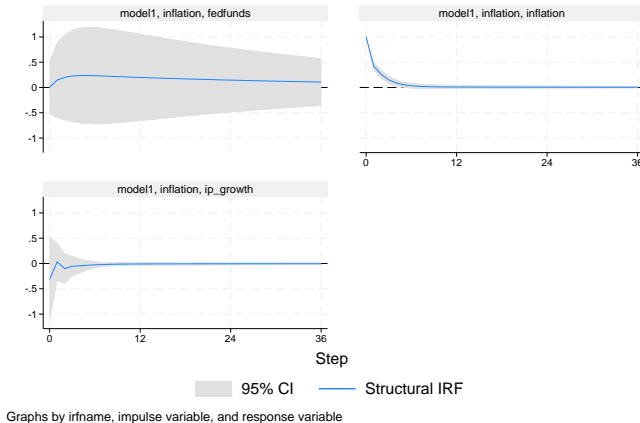 model1, inflation, fedfunds
model1, inflation, inflation
1
.5
0
-.5
-1
0
12
24
36
model1, inflation, ip_growth
1
.5
0
-.5
-1
0
12
24
36
Step
95% CI
Structural IRF
Graphs by irfname, impulse variable, and response variable